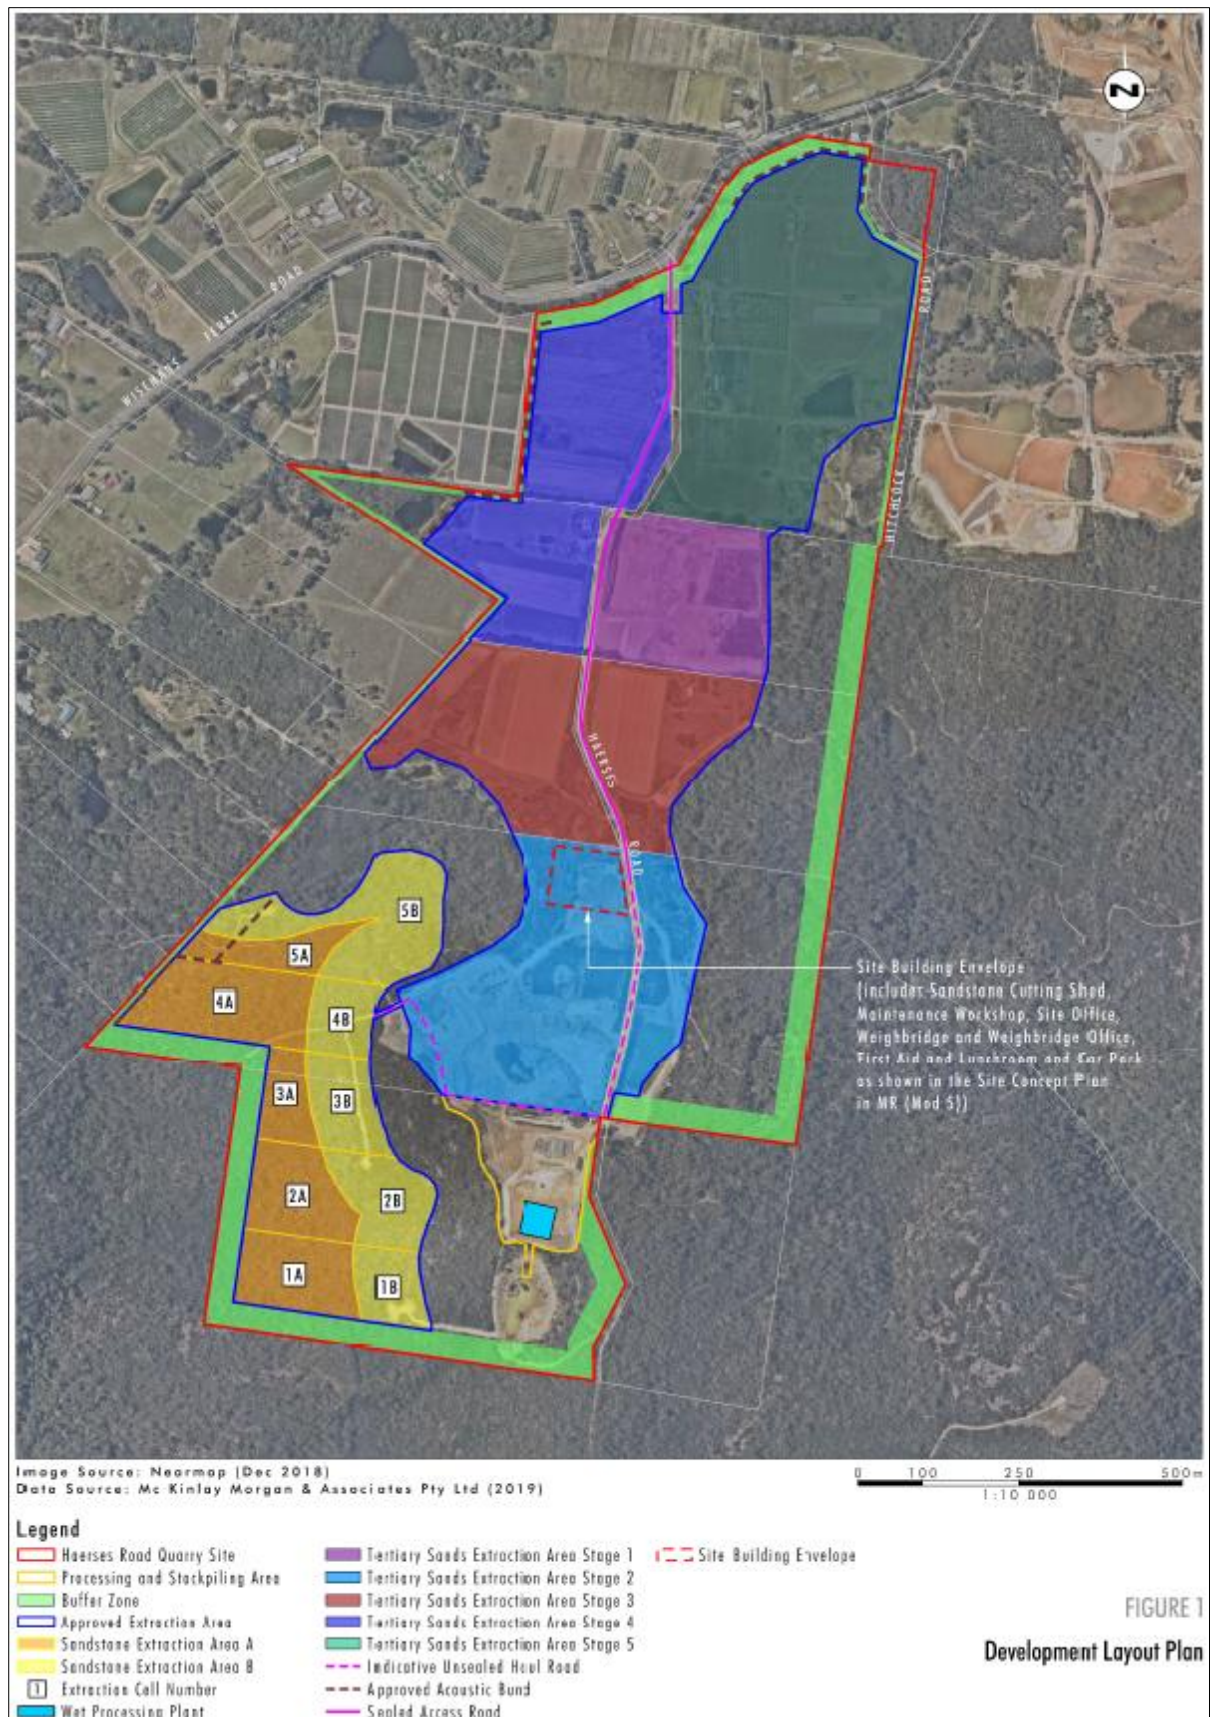 N
WISEMANS FERRY ROAD
HITCHCOCK ROAD
HAERSES ROAD
5B
5A
4A
4B
3A
3B
2A
2B
1A
1B
Site Building Envelope
(includes Sandstone Cutting Shed,
Maintenance Workshop, Site Office,
Weighbridge and Weighbridge Office,
First Aid and Lunchroom and Car Park
as shown in the Site Concept Plan
in MR (Mod 5))
Image Source: Nearmap (Dec 2018)
Data Source: Mc Kinlay Morgan & Associates Pty Ltd (2019)
0 100 250 500m
1:10 000
Legend
Haerses Road Quarry Site
Processing and Stockpiling Area
Buffer Zone
Approved Extraction Area
Sandstone Extraction Area A
Sandstone Extraction Area B
1 Extraction Cell Number
Wet Processing Plant
Tertiary Sands Extraction Area Stage 1
Tertiary Sands Extraction Area Stage 2
Tertiary Sands Extraction Area Stage 3
Tertiary Sands Extraction Area Stage 4
Tertiary Sands Extraction Area Stage 5
Indicative Unsealed Haul Road
Approved Acoustic Bund
Sealed Access Road
Site Building Envelope
FIGURE 1
Development Layout Plan